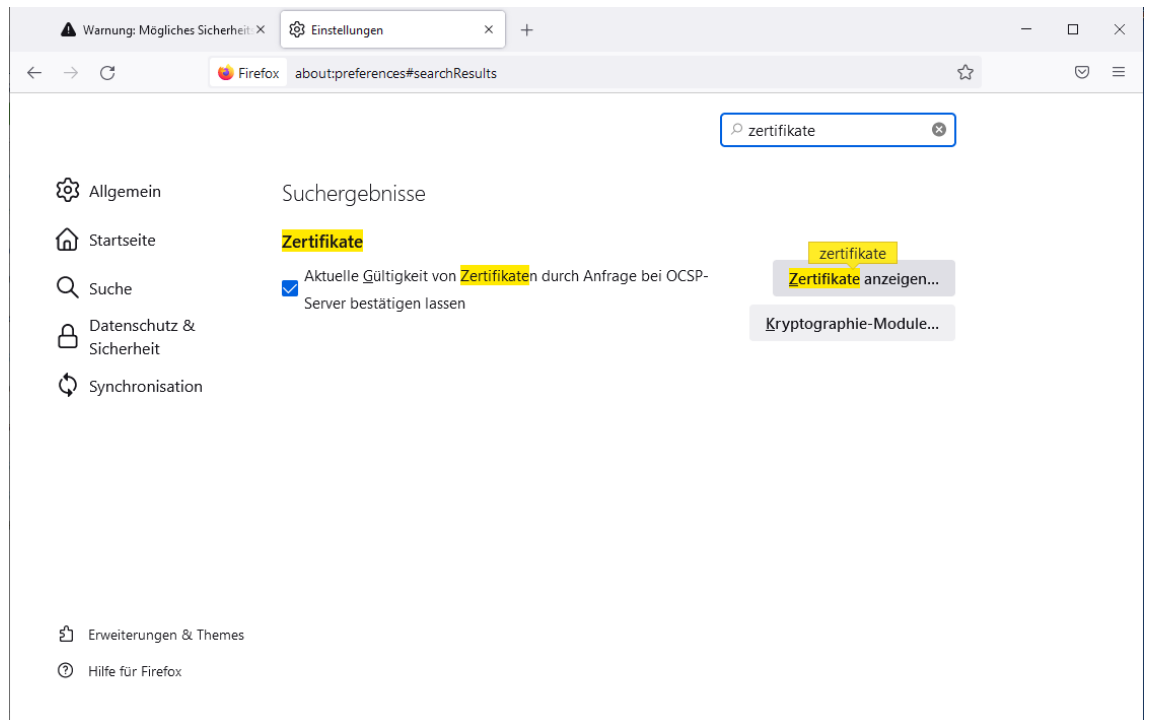 Warnung: Mögliches Sicherheit
Einstellungen
Firefox about:preferences#searchResults
zertifikate
Allgemein
Startseite
Suche
Datenschutz &
Sicherheit
Synchronisation
Suchergebnisse
Zertifikate
Aktuelle Gültigkeit von Zertifikaten durch Anfrage bei OCSP-
Server bestätigen lassen
zertifikate
Zertifikate anzeigen...
Kryptographie-Module...
Erweiterungen & Themes
Hilfe für Firefox